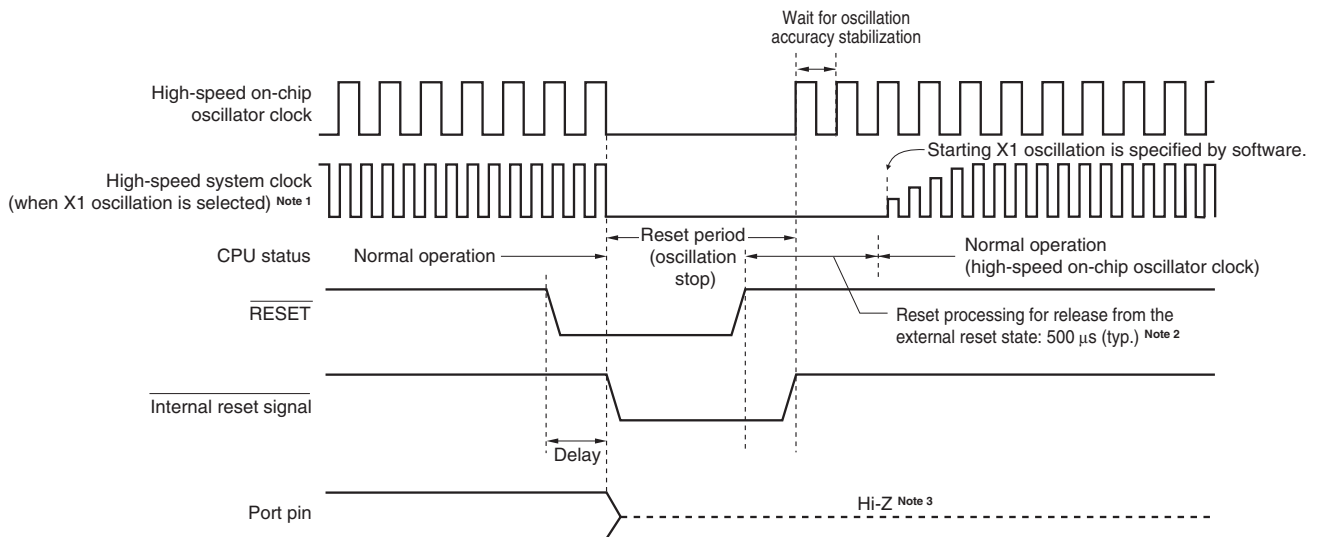 Wait for oscillation
accuracy stabilization
High-speed on-chip
oscillator clock
Starting X1 oscillation is specified by software.
High-speed system clock
(when X1 oscillation is selected) Note 1
CPU status
Normal operation
Reset period
(oscillation
stop)
Normal operation
(high-speed on-chip oscillator clock)
RESET
Reset processing for release from the
external reset state: 500 μs (typ.) Note 2
Internal reset signal
Delay
Port pin
Hi-Z Note 3